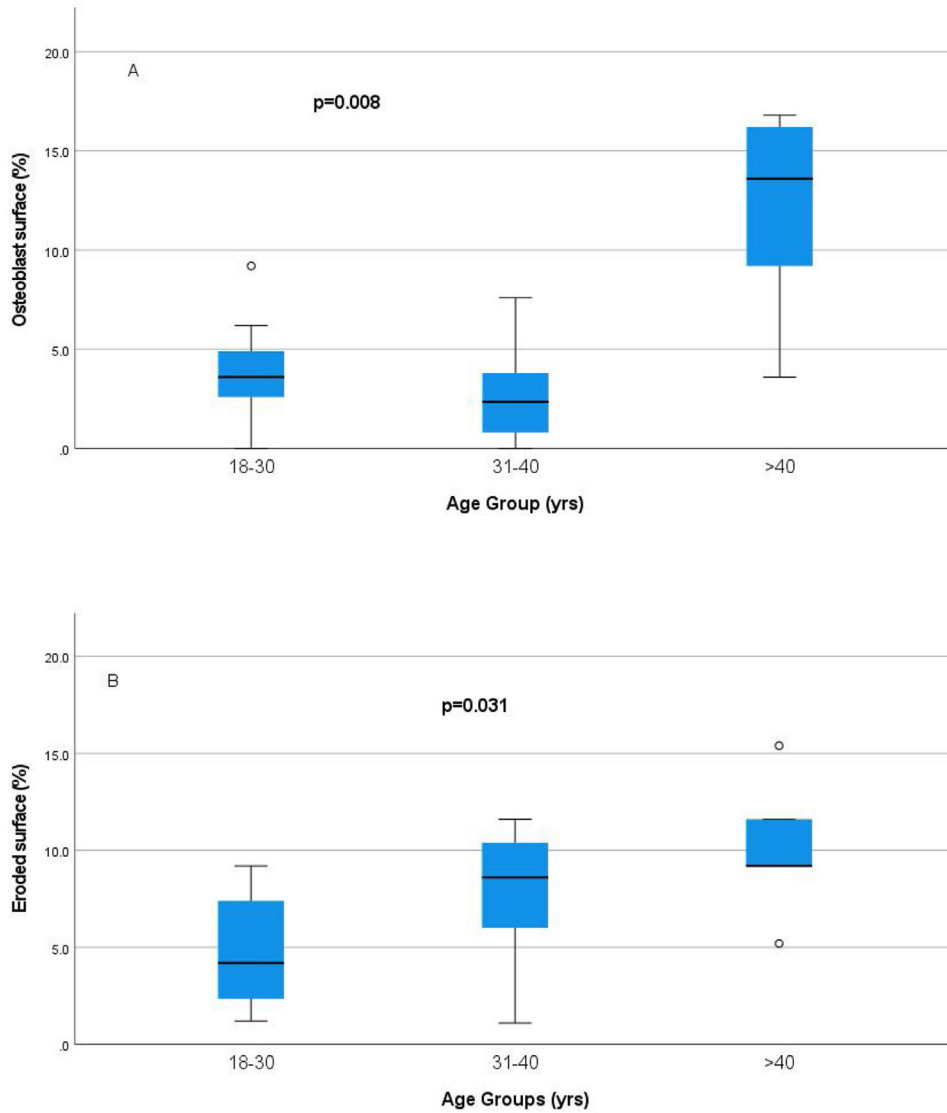 20.0
A
p=0.008
15.0
Osteoblast surface (%)
10.0
5.0
.0
18-30 31-40 >40
Age Group (yrs)
20.0
B
p=0.031
15.0
Eroded surface (%)
10.0
5.0
.0
18-30 31-40 >40
Age Groups (yrs)